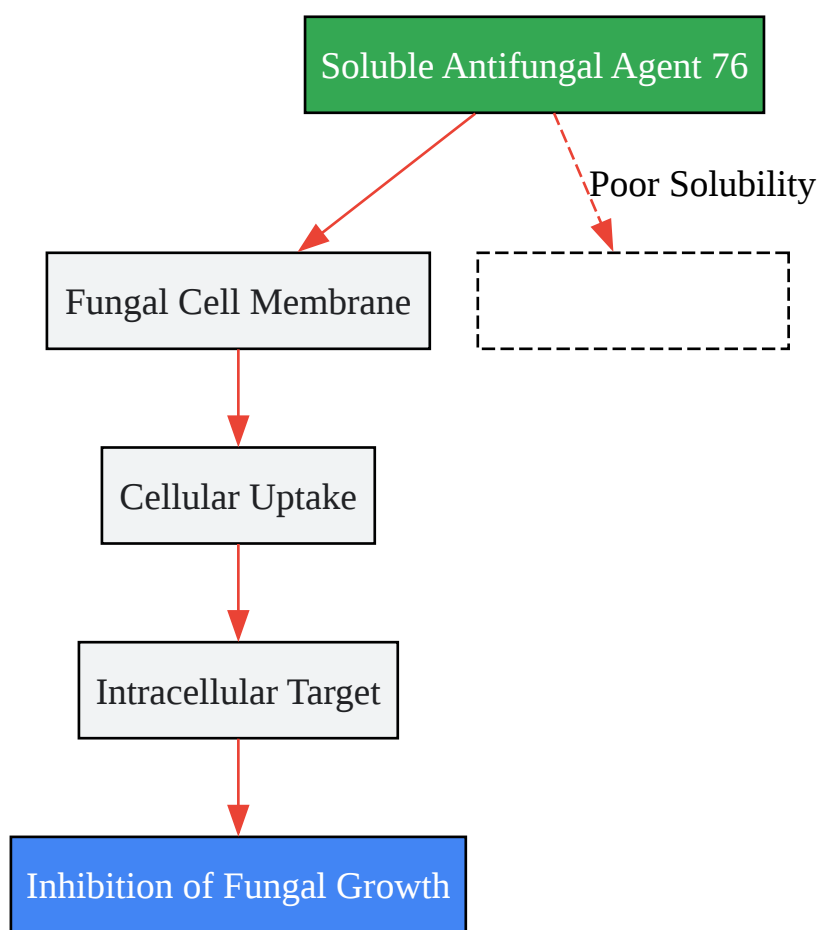 Soluble Antifungal Agent 76
Poor Solubility
Fungal Cell Membrane
Cellular Uptake
Intracellular Target
Inhibition of Fungal Growth